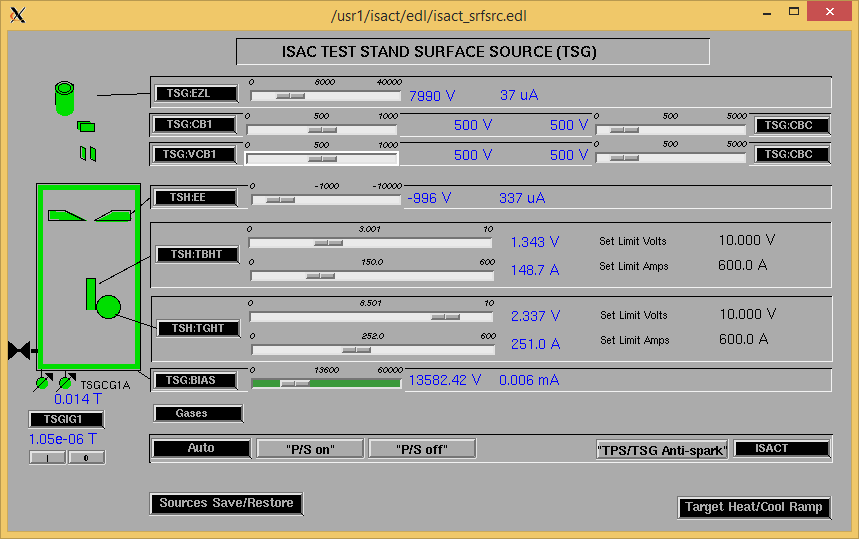 /usr1/isact/edl/isact_srfsrc.edl
ISAC TEST STAND SURFACE SOURCE (TSG)
TSG:EZL 0 8000 40000 7990 V 37 uA
TSG:CB1 0 500 1000 500 V 500 V 0 500 5000 TSG:CBC
TSG:VCB1 0 500 1000 500 V 500 V 0 500 5000 TSG:CBC
TSH:EE 0 -1000 -10000 -996 V 337 uA
0 3.001 10 1.343 V Set Limit Volts 10.000 V
TSH:TBHT
0 150.0 600 148.7 A Set Limit Amps 600.0 A
0 8.501 10 2.337 V Set Limit Volts 10.000 V
TSH:TGHT
0 252.0 600 251.0 A Set Limit Amps 600.0 A
TSG:BIAS 0 13600 60000 13582.42 V 0.006 mA
TSGCG1A
0.014 T
Gases
TSGIG1
1.05e-06 T
I 0
Auto "P/S on" "P/S off" "TPS/TSG Anti-spark" ISACT
Sources Save/Restore Target Heat/Cool Ramp